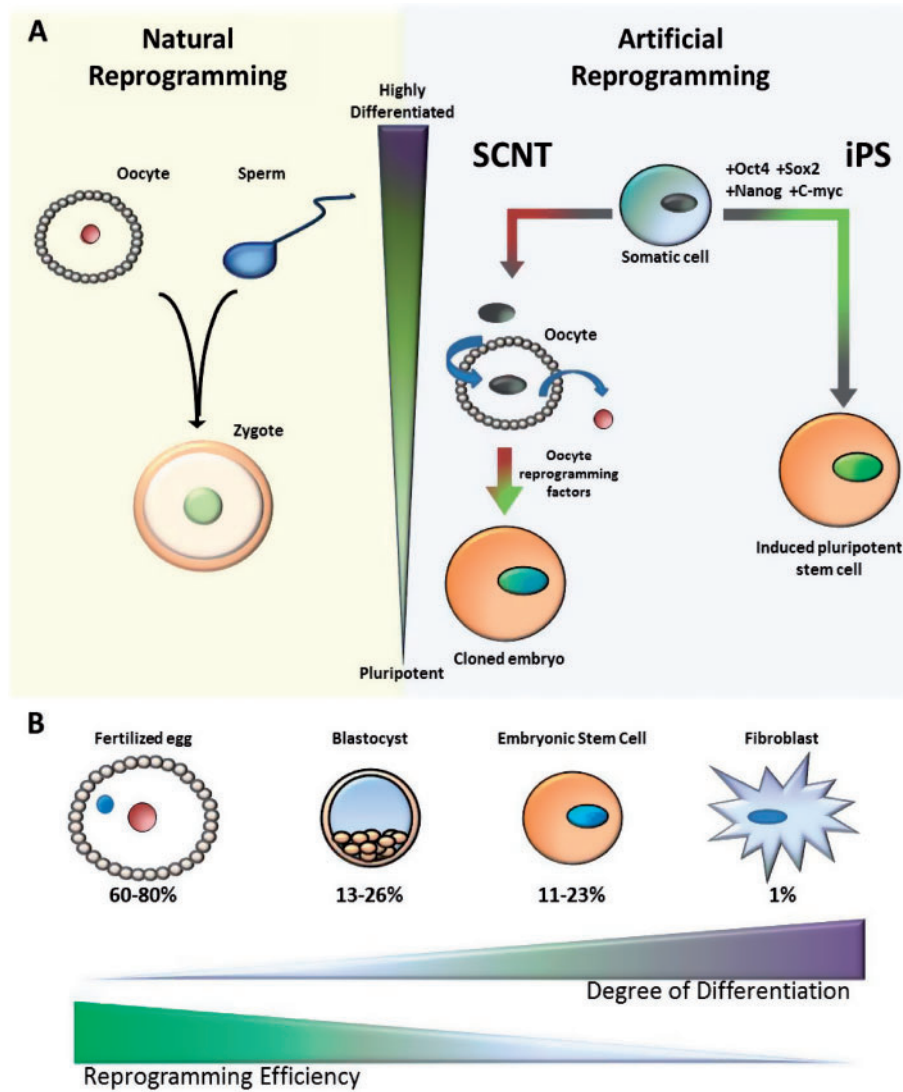 A
Natural
Reprogramming
Artificial
Reprogramming
Highly
Differentiated
SCNT
iPS
+Oct4 +Sox2
+Nanog +C-myc
Oocyte
Sperm
Somatic cell
Oocyte
Zygote
Oocyte
reprogramming
factors
Induced pluripotent
stem cell
Cloned embryo
Pluripotent
B
Fertilized egg
Blastocyst
Embryonic Stem Cell
Fibroblast
60-80%
13-26%
11-23%
1%
Degree of Differentiation
Reprogramming Efficiency